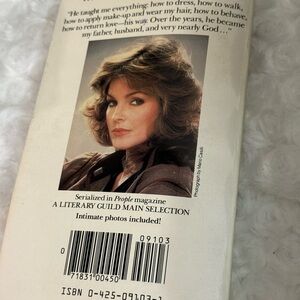 "He taught me everything: how to dress, how to walk,
how to apply make-up and wear my hair, how to behave,
how to return love—his way. Over the years, he became
my father, husband, and very nearly God ..."
Photograph by
Serialized in People magazine
A LITERARY GUILD MAIN SELECTION
Intimate photos included!
09103
0 71831 00450
ISBN 0-425-09103-1